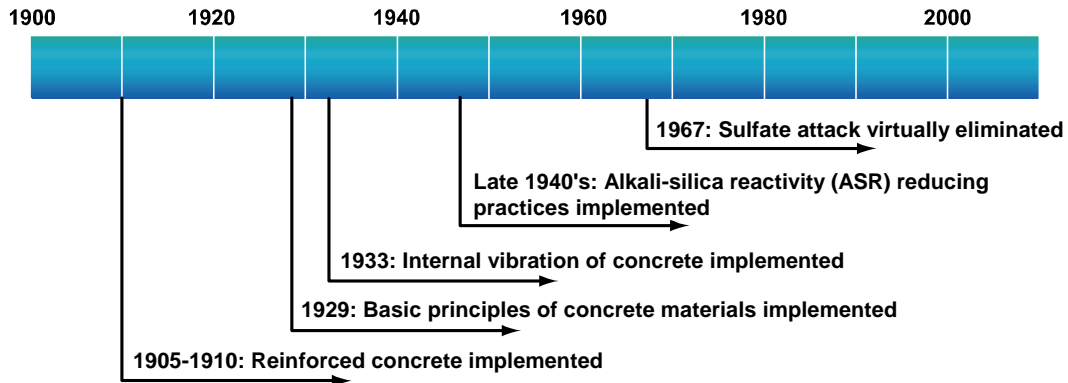 1900 1920 1940 1960 1980 2000
1967: Sulfate attack virtually eliminated
Late 1940's: Alkali-silica reactivity (ASR) reducing
practices implemented
1933: Internal vibration of concrete implemented
1929: Basic principles of concrete materials implemented
1905-1910: Reinforced concrete implemented